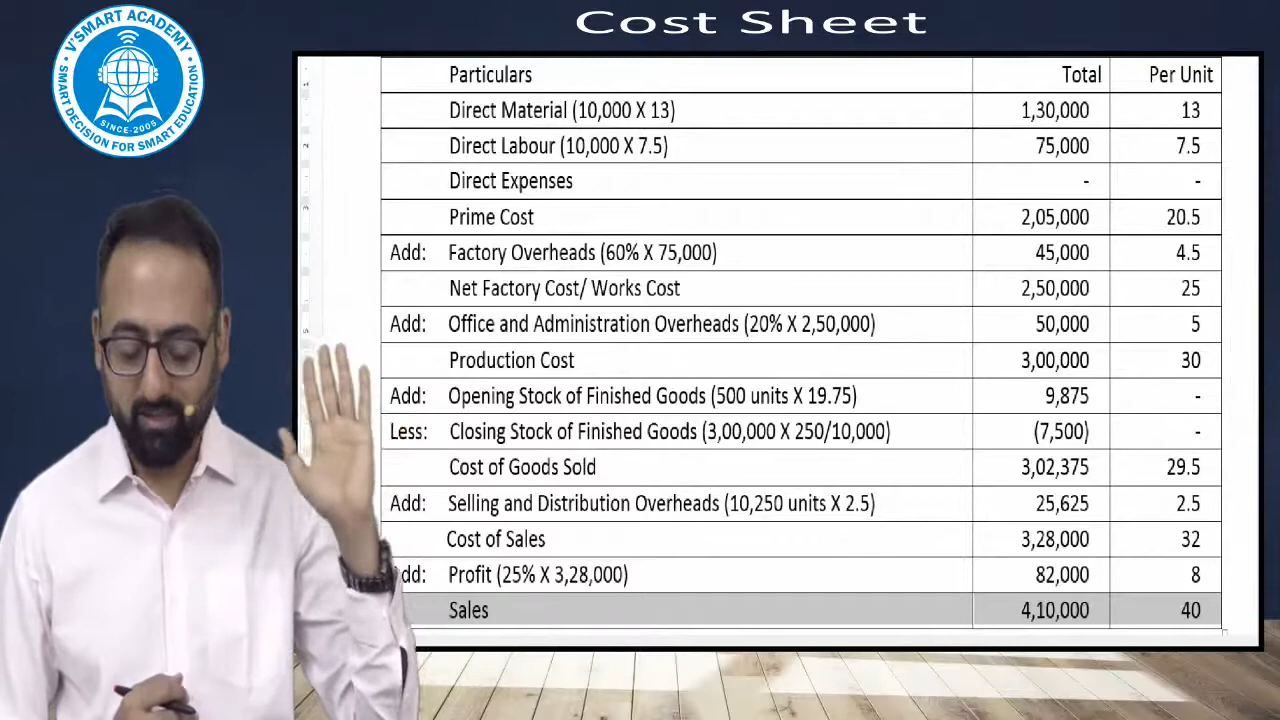 Cost Sheet
V'SMART ACADEMY
SINCE-2005
SMART DECISION FOR SMART EDUCATION
Particulars Total Per Unit
Direct Material (10,000 X 13) 1,30,000 13
Direct Labour (10,000 X 7.5) 75,000 7.5
Direct Expenses - -
Prime Cost 2,05,000 20.5
Add: Factory Overheads (60% X 75,000) 45,000 4.5
Net Factory Cost/ Works Cost 2,50,000 25
Add: Office and Administration Overheads (20% X 2,50,000) 50,000 5
Production Cost 3,00,000 30
Add: Opening Stock of Finished Goods (500 units X 19.75) 9,875 -
Less: Closing Stock of Finished Goods (3,00,000 X 250/10,000) (7,500) -
Cost of Goods Sold 3,02,375 29.5
Add: Selling and Distribution Overheads (10,250 units X 2.5) 25,625 2.5
Cost of Sales 3,28,000 32
dd: Profit (25% X 3,28,000) 82,000 8
Sales 4,10,000 40